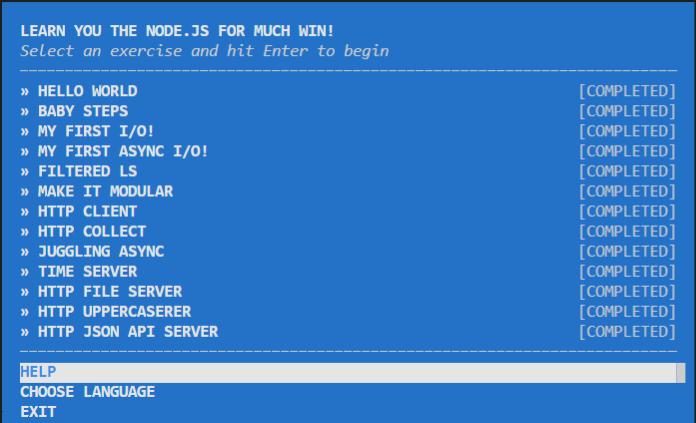 LEARN YOU THE NODE.JS FOR MUCH WIN!
Select an exercise and hit Enter to begin
» HELLO WORLD [COMPLETED]
» BABY STEPS [COMPLETED]
» MY FIRST I/O! [COMPLETED]
» MY FIRST ASYNC I/O! [COMPLETED]
» FILTERED LS [COMPLETED]
» MAKE IT MODULAR [COMPLETED]
» HTTP CLIENT [COMPLETED]
» HTTP COLLECT [COMPLETED]
» JUGGLING ASYNC [COMPLETED]
» TIME SERVER [COMPLETED]
» HTTP FILE SERVER [COMPLETED]
» HTTP UPPERCASERER [COMPLETED]
» HTTP JSON API SERVER [COMPLETED]
HELP
CHOOSE LANGUAGE
EXIT